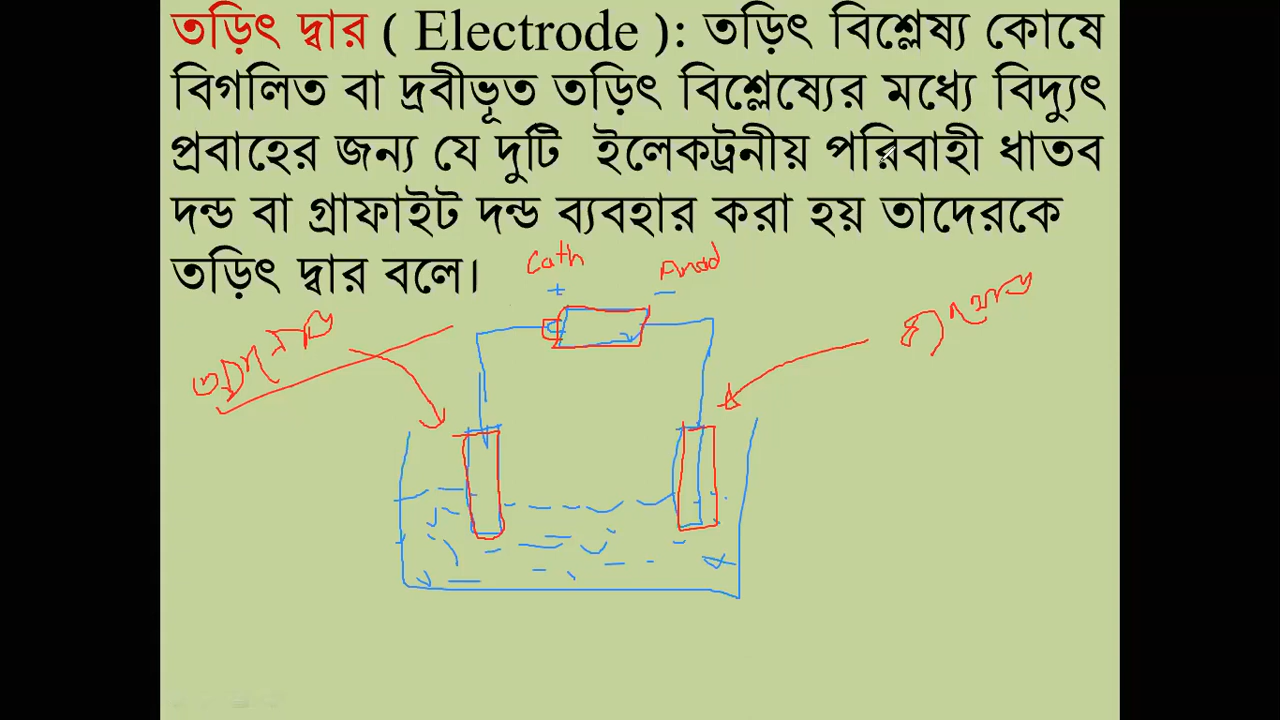 তড়িৎ দ্বার ( Electrode ): তড়িৎ বিশ্লেষ্য কোষে
বিগলিত বা দ্রবীভূত তড়িৎ বিশ্লেষ্যের মধ্যে বিদ্যুৎ
প্রবাহের জন্য যে দুটি ইলেকট্রনীয় পরিবাহী ধাতব
দন্ড বা গ্রাফাইট দন্ড ব্যবহার করা হয় তাদেরকে
তড়িৎ দ্বার বলে।
Cath Anod
+ −